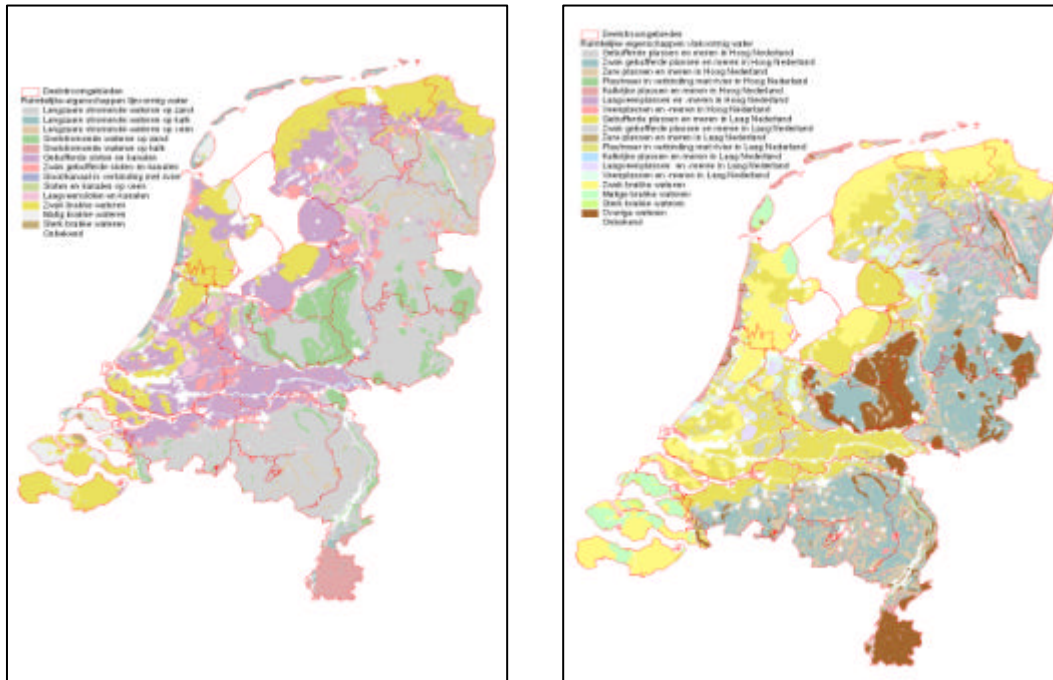 Deelstroomgebieden
Ruimtelijke eigenschappen lijnvormig water
Langzaam stromende wateren op zand
Langzaam stromende wateren op kalk
Langzaam stromende wateren op veen
Snelstromende wateren op zand
Snelstromende wateren op kalk
Gebufferde sloten en kanalen
Zwak gebufferde sloten en kanalen
in verbinding met rivier
Sloten en kanalen op veen
Laagveensloten en kanalen
Zwak brakke wateren
Matig brakke wateren
Sterk brakke wateren
Onbekend
Deelstroomgebieden
Ruimtelijke eigenschappen vlakvormig water
Gebufferde plassen en meren in Hoog Nederland
Zwak gebufferde plassen en meren in Hoog Nederland
Zure plassen en meren in Hoog Nederland
Plas/meer in verbinding met rivier in Hoog Nederland
Kalkrijke plassen en meren in Hoog Nederland
Laagveenplassen en -meren in Hoog Nederland
Veenplassen en -meren in Hoog Nederland
Gebufferde plassen en meren in Laag Nederland
Zwak gebufferde plassen en meren in Laag Nederland
Zure plassen en meren in Laag Nederland
Plas/meer in verbinding met rivier in Laag Nederland
Kalkrijke plassen en meren in Laag Nederland
Laagveenplassen en -meren in Laag Nederland
Veenplassen en -meren in Laag Nederland
Zwak brakke wateren
Matig brakke wateren
Sterk brakke wateren
Overige wateren
Onbekend